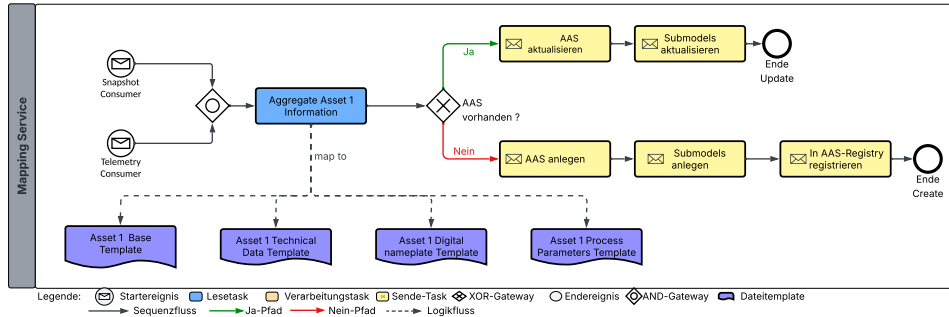 Mapping Service
Snapshot
Consumer
Telemetry
Consumer
Aggregate Asset 1
Information
map to
AAS
vorhanden ?
Ja
Nein
AAS
aktualisieren
Submodels
aktualisieren
Ende
Update
AAS anlegen
Submodels
anlegen
In AAS-Registry
registrieren
Ende
Create
Asset 1 Base
Template
Asset 1 Technical
Data Template
Asset 1 Digital
nameplate Template
Asset 1 Process
Parameters Template
Legende: Startereignis Lesetask Verarbeitungstask Sende-Task XOR-Gateway Endereignis AND-Gateway Dateitemplate
Sequenzfluss Ja-Pfad Nein-Pfad Logikfluss